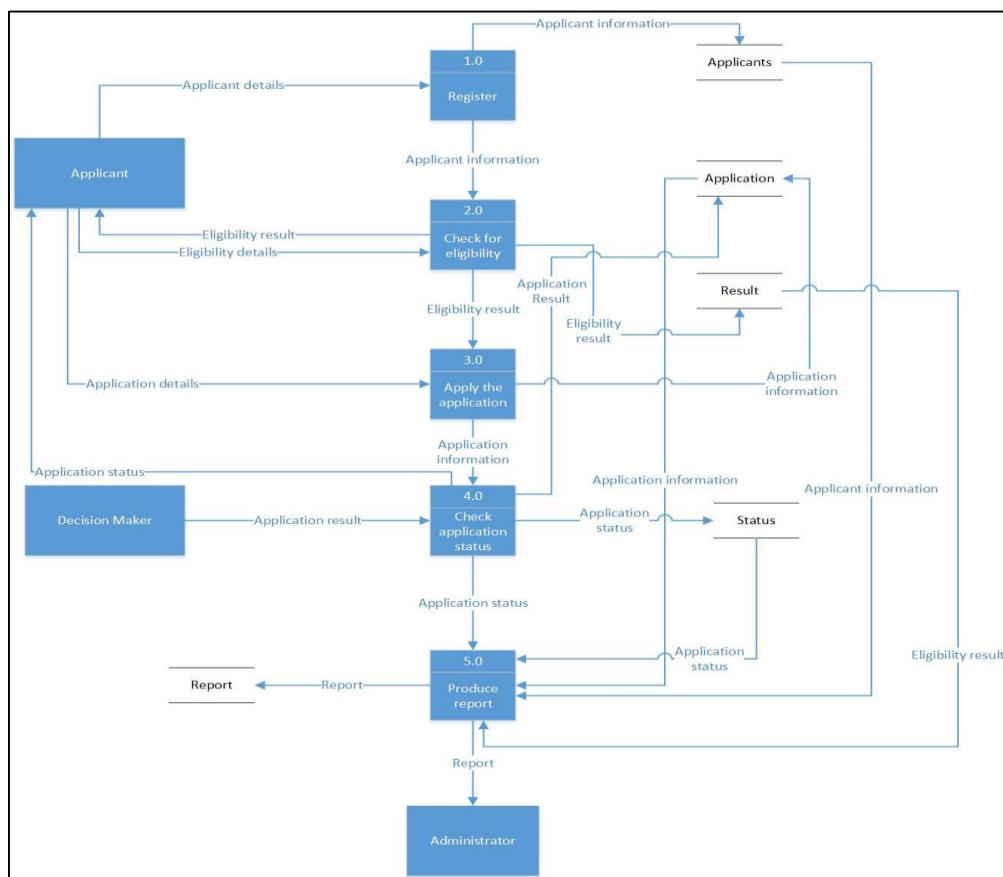 Applicant information
1.0
Applicants
Applicant details
Register
Applicant information
Applicant
Application
2.0
Eligibility result
Check for
eligibility
Eligibility details
Application
Result
Result
Eligibility result
Eligibility
result
3.0
Application details
Apply the
application
Application
information
Application
information
Application status
Application information
Applicant information
4.0
Decision Maker
Application result
Check
application
status
Application
status
Status
Application status
Application
status
Eligibility result
5.0
Report
Report
Produce
report
Report
Administrator